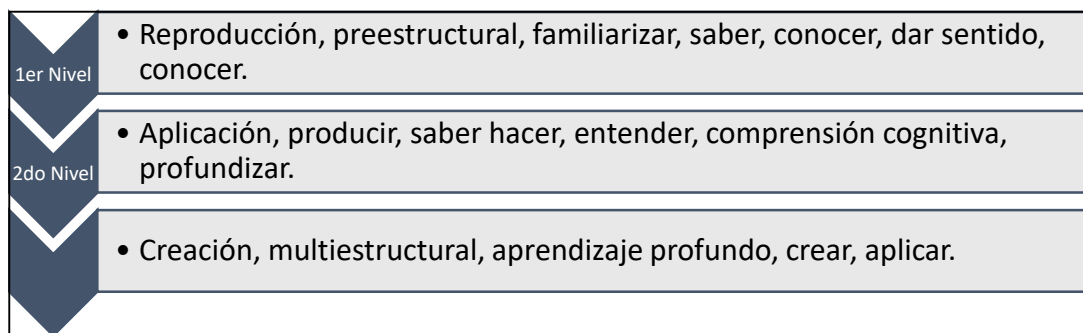 1er Nivel
• Reproducción, preestructural, familiarizar, saber, conocer, dar sentido,
conocer.
2do Nivel
• Aplicación, producir, saber hacer, entender, comprensión cognitiva,
profundizar.
• Creación, multiestructural, aprendizaje profundo, crear, aplicar.